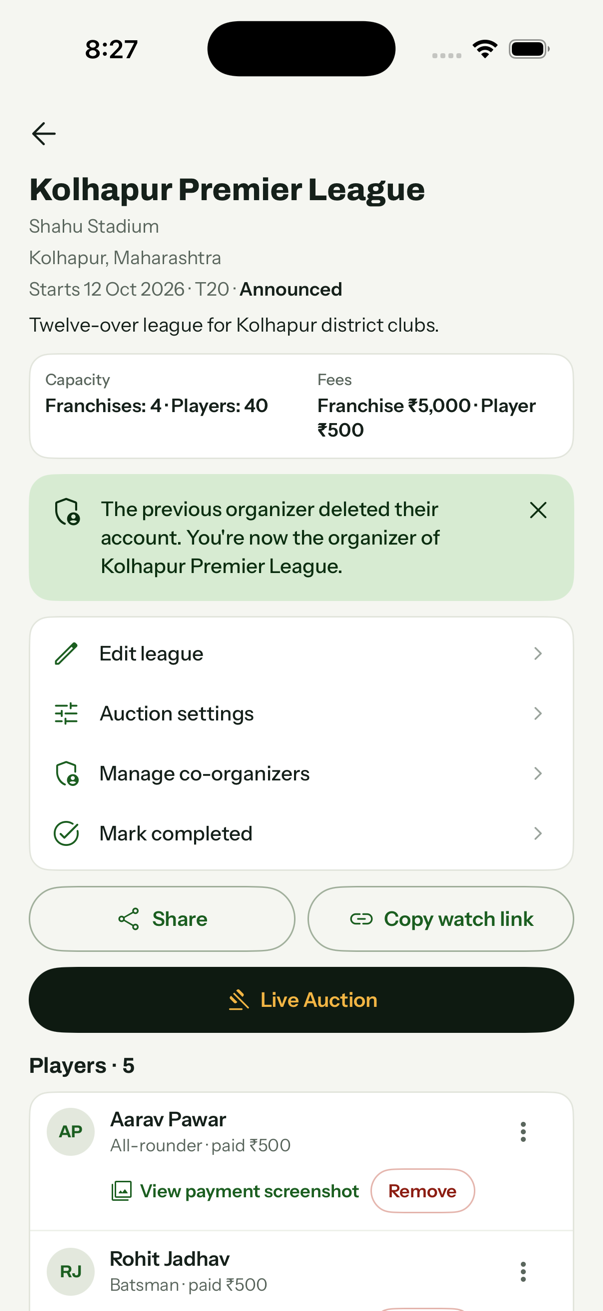 8:27
Kolhapur Premier League
Shahu Stadium
Kolhapur, Maharashtra
Starts 12 Oct 2026 · T20 · Announced
Twelve-over league for Kolhapur district clubs.
Capacity
Franchises: 4 · Players: 40
Fees
Franchise ₹5,000 · Player
₹500
The previous organizer deleted their
account. You're now the organizer of
Kolhapur Premier League.
Edit league
Auction settings
Manage co-organizers
Mark completed
Share
Copy watch link
Live Auction
Players · 5
AP
Aarav Pawar
All-rounder · paid ₹500
View payment screenshot
Remove
RJ
Rohit Jadhav
Batsman · paid ₹500